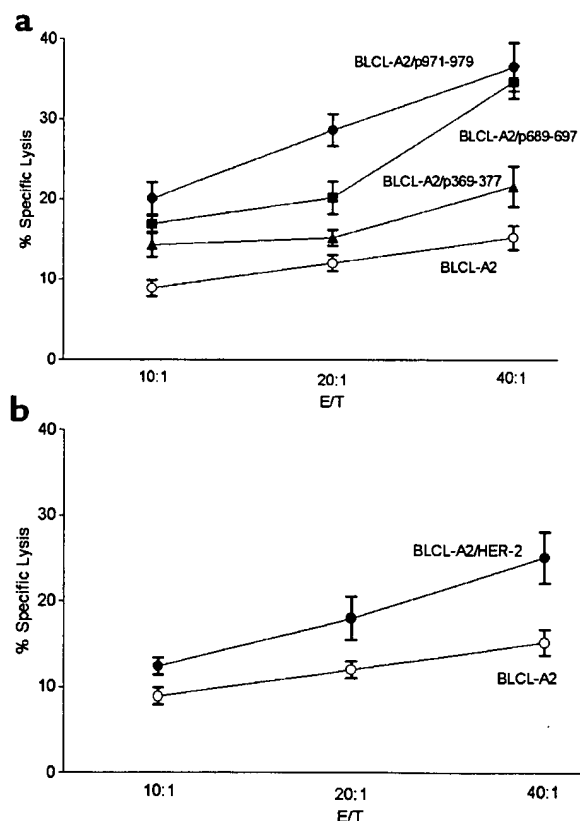 a
40
30
20
10
0
% Specific Lysis
BLCL-A2/p971-979
BLCL-A2/p689-697
BLCL-A2/p369-377
BLCL-A2
10:1
20:1
40:1
E/T
b
40
30
20
10
0
% Specific Lysis
BLCL-A2/HER-2
BLCL-A2
10:1
20:1
40:1
E/T